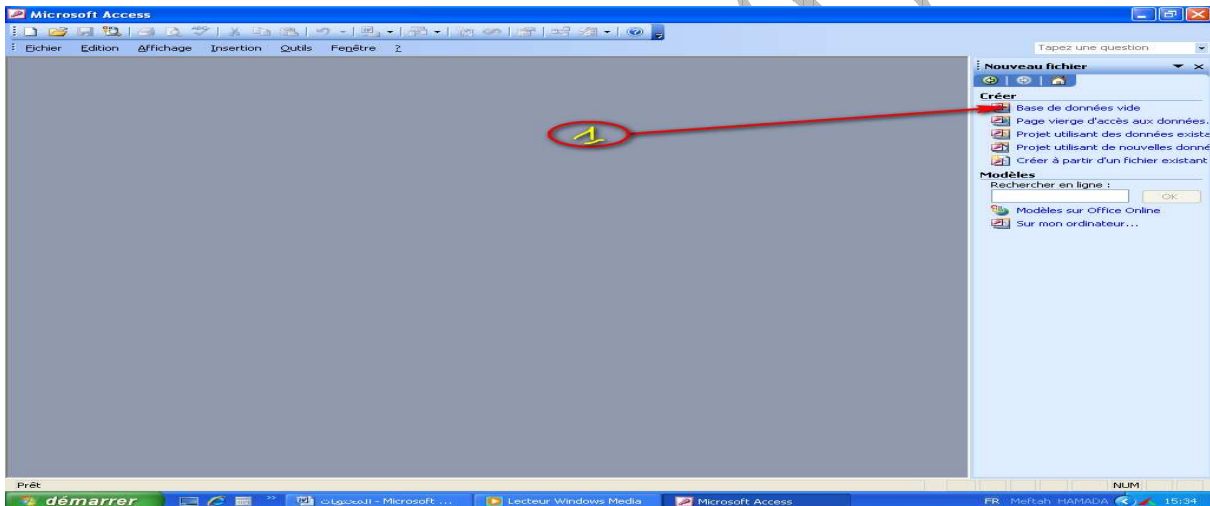 Microsoft Access
Fichier Edition Affichage Insertion Outils Fenêtre ?
Tapez une question
Nouveau fichier
Créer
Base de données vide
Page vierge d'accès aux données.
Projet utilisant des données exista
Projet utilisant de nouvelles donné
Créer à partir d'un fichier existant
Modèles
Rechercher en ligne :
OK
Modèles sur Office Online
Sur mon ordinateur...
1
Prêt
NUM
démarrer
- Microsoft ...
Lecteur Windows Media
Microsoft Access
FR Meftah HAMADA 15:34